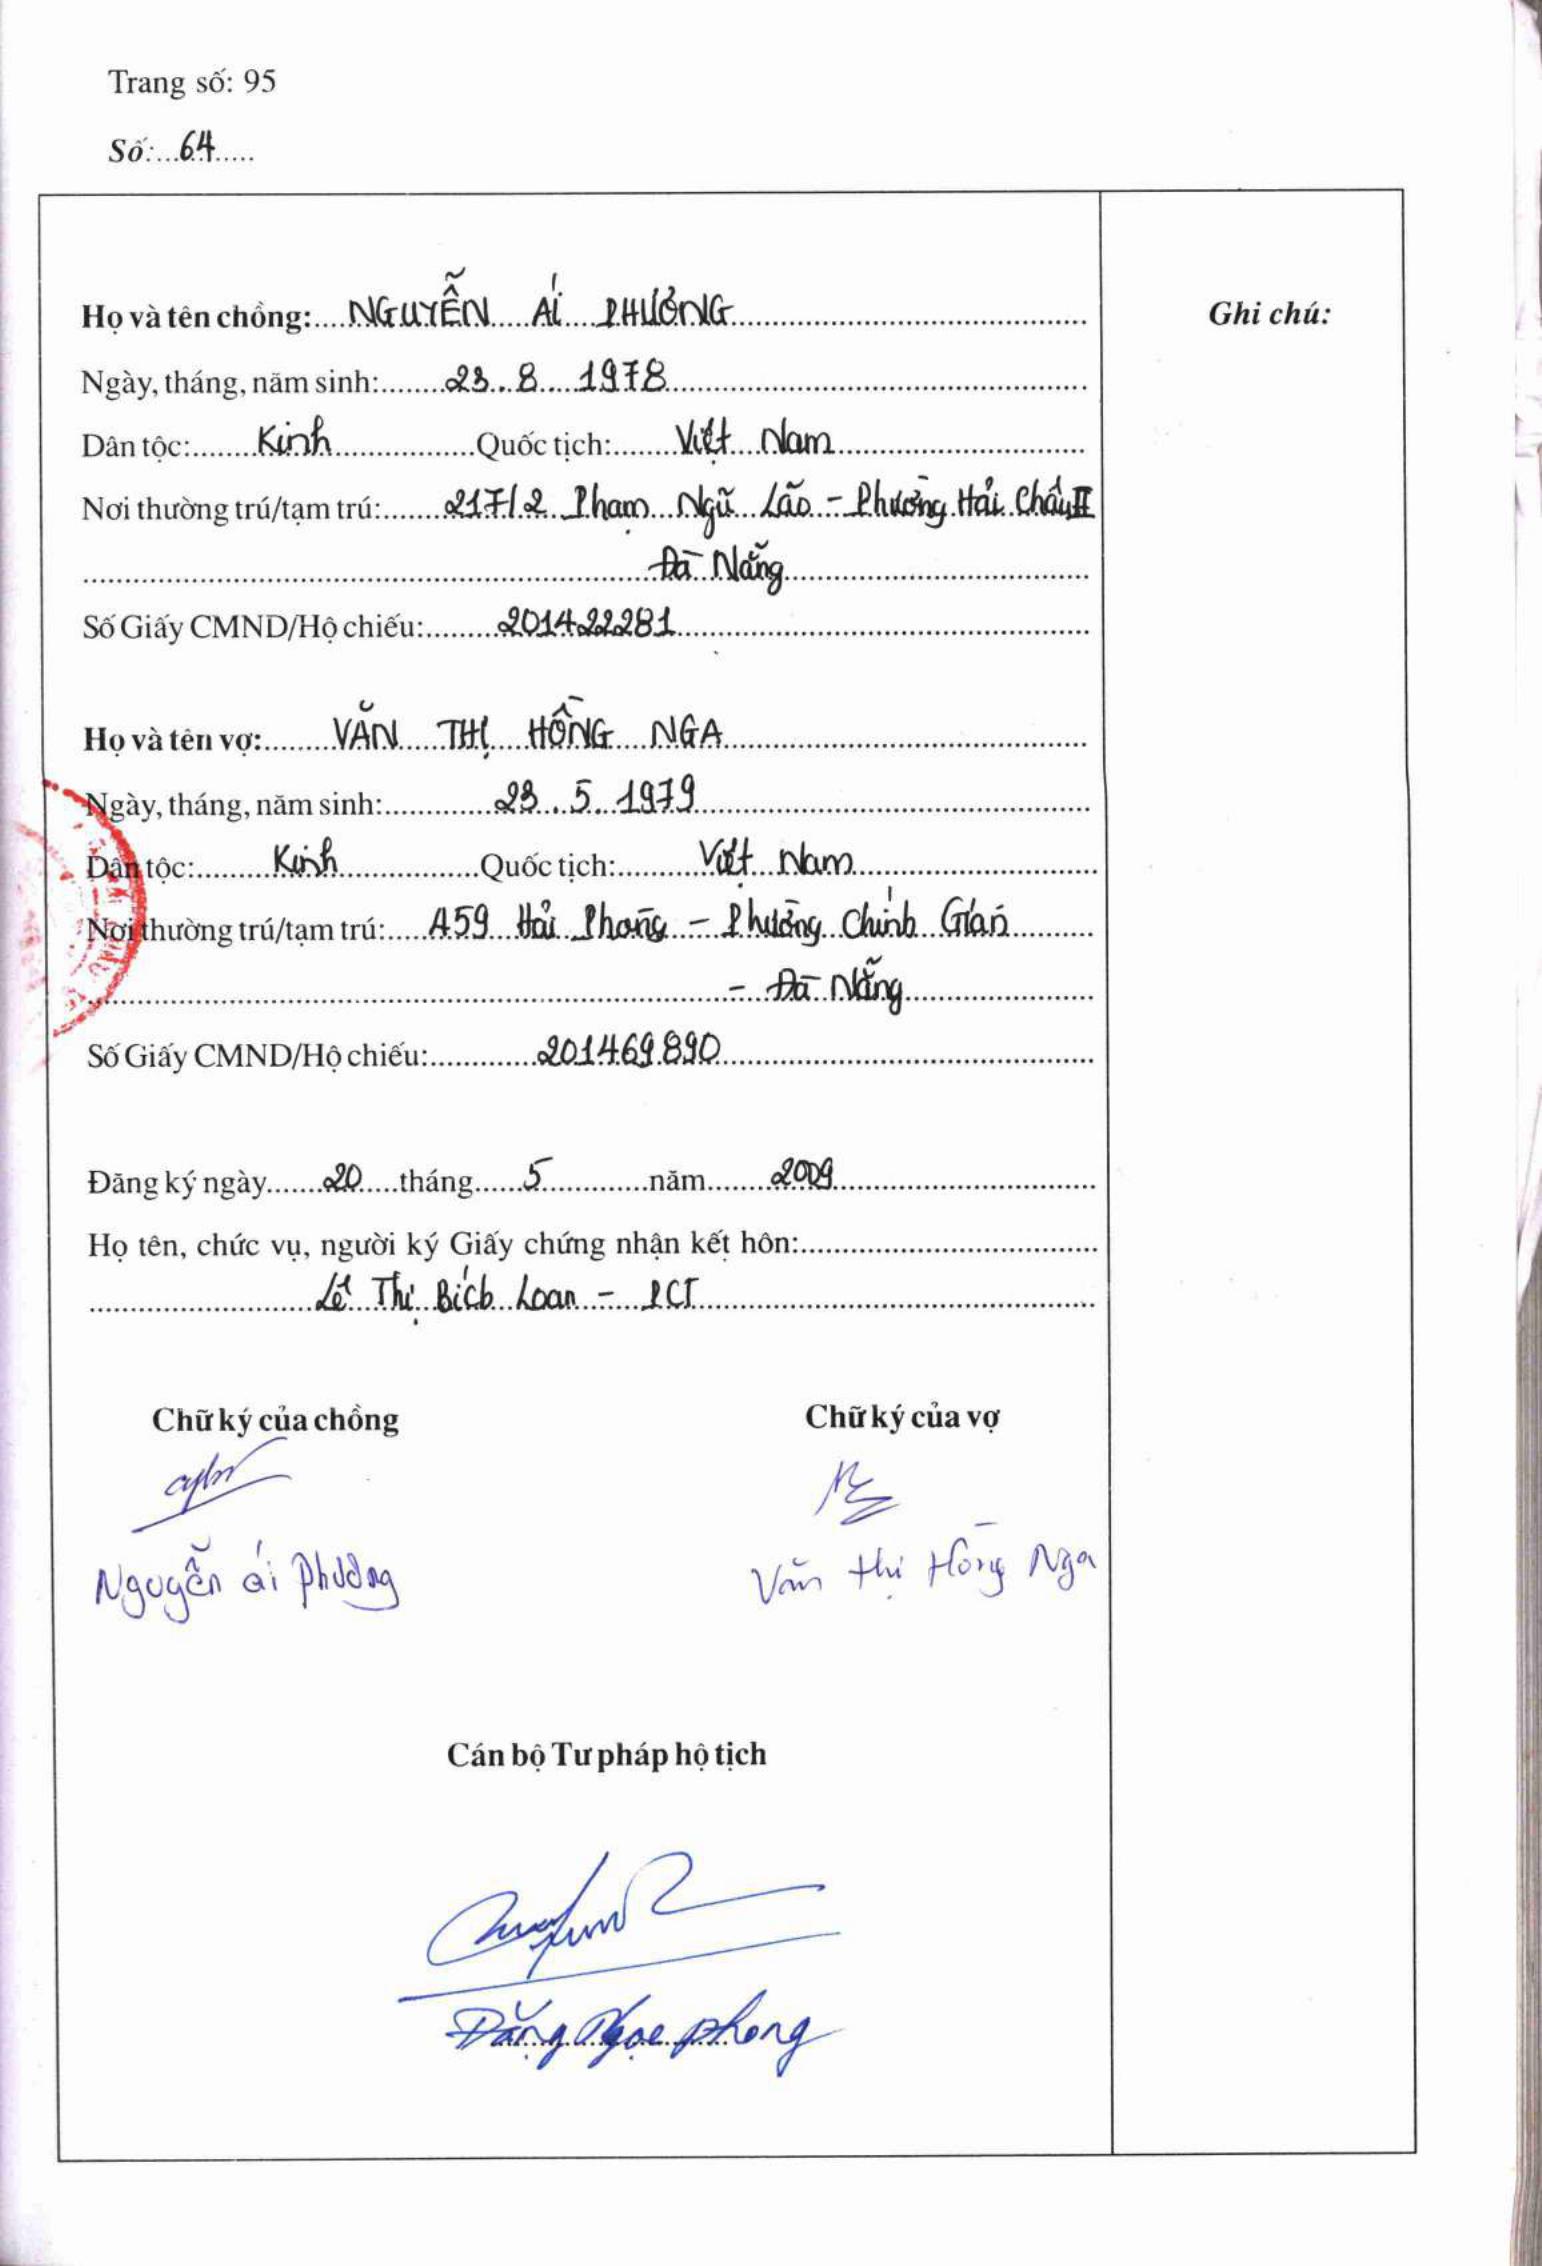 Trang số: 95
Số: 64
Họ và tên chồng: NGUYỄN ÁI PHƯƠNG
Ghi chú:
Ngày, tháng, năm sinh: 23. 8 1978
Dân tộc: Kinh Quốc tịch: Việt Nam
Nơi thường trú/tạm trú: 217/2 Phạm Ngũ Lão - Phường Hải Châu II
Đà Nẵng
Số Giấy CMND/Hộ chiếu: 201422281
Họ và tên vợ: VĂN THỊ HỒNG NGA
Ngày, tháng, năm sinh: 23. 5 1979
Dân tộc: Kinh Quốc tịch: Việt Nam
Nơi thường trú/tạm trú: A59 Hải Phòng - Phường Chính Gián
- Đà Nẵng
Số Giấy CMND/Hộ chiếu: 201469890
Đăng ký ngày 20 tháng 5 năm 2009
Họ tên, chức vụ, người ký Giấy chứng nhận kết hôn:
Lê Thị Bích Loan - PCT
Chữ ký của chồng Chữ ký của vợ
Nguyễn ái Phương Văn thị Hồng Nga
Cán bộ Tư pháp hộ tịch
Đặng Ngọc Phong